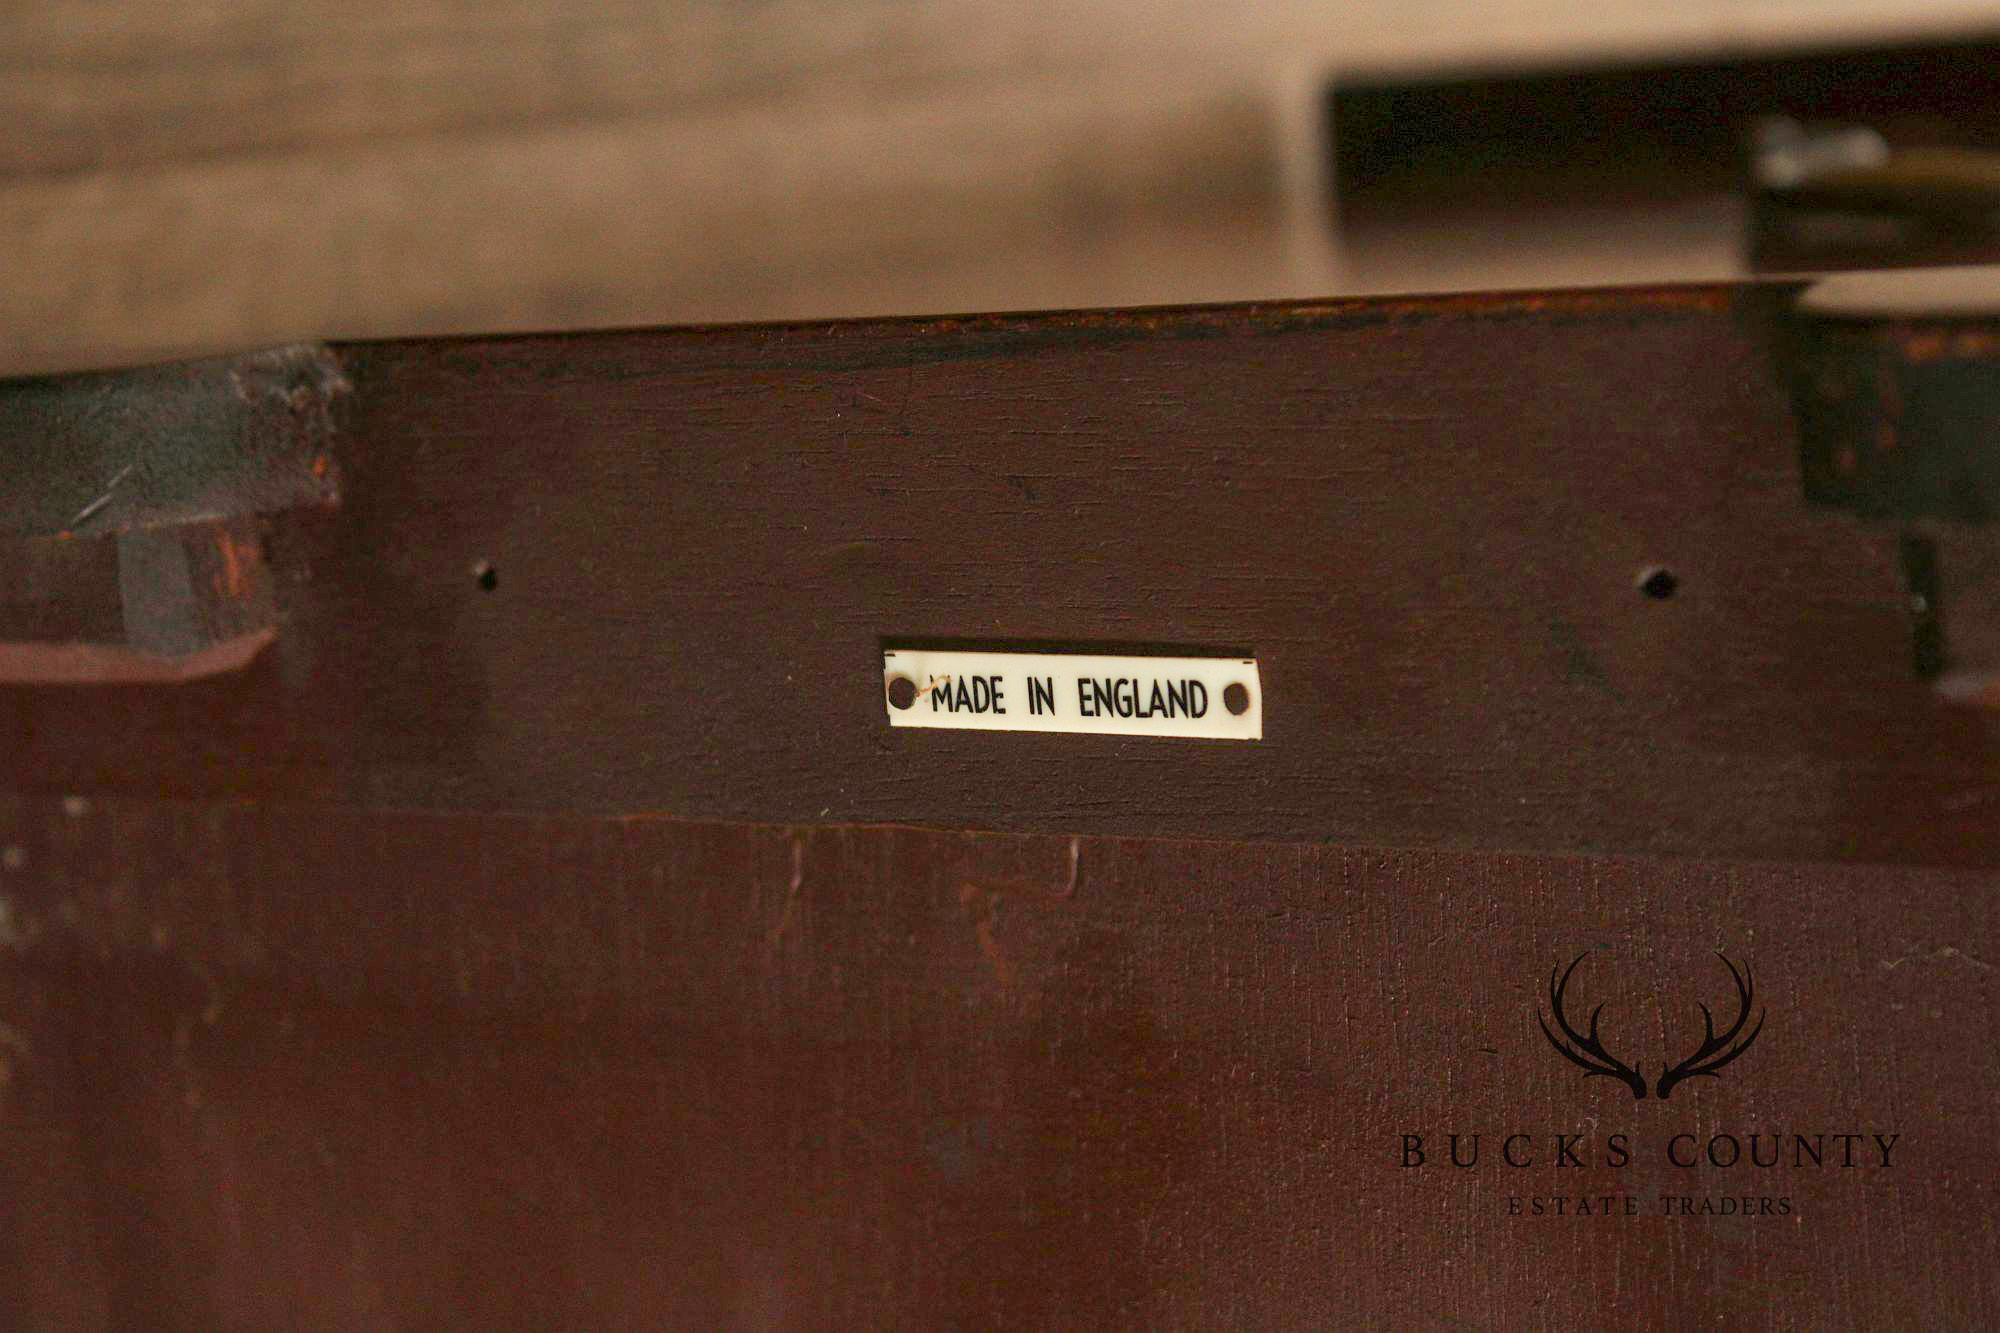 MADE IN ENGLAND
BUCKS COUNTY
ESTATE TRADERS